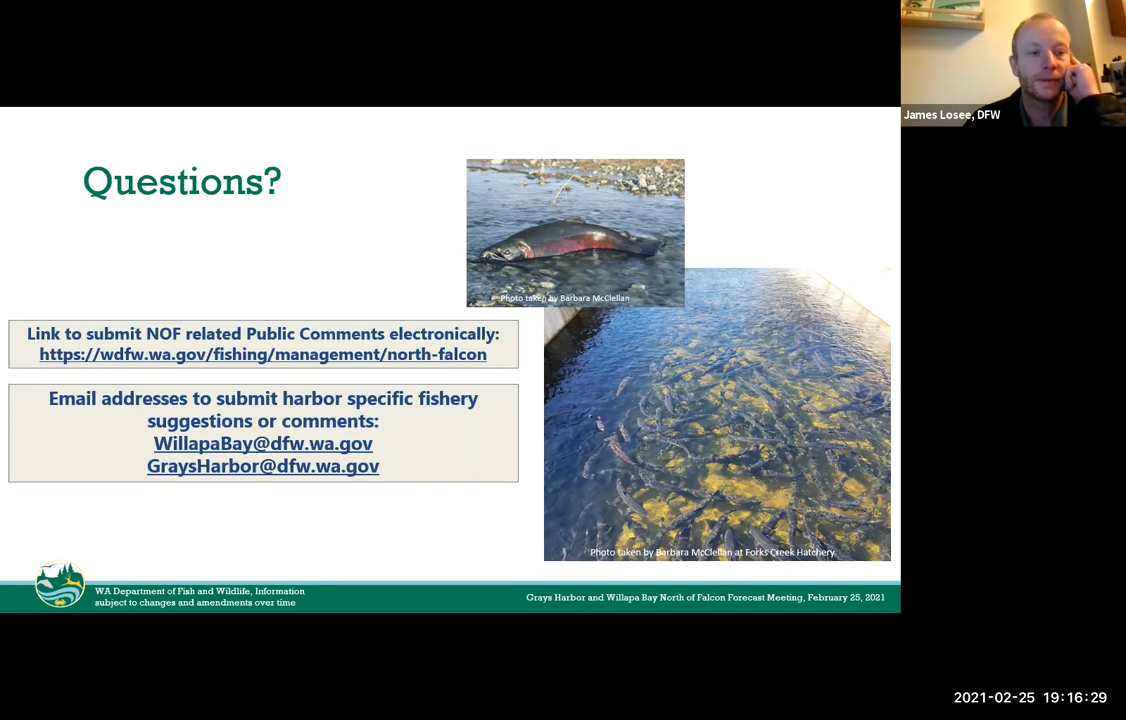 James Losee, DFW
Questions?
Photo taken by Barbara McClellan
Link to submit NOF related Public Comments electronically:
https://wdfw.wa.gov/fishing/management/north-falcon
Email addresses to submit harbor specific fishery
suggestions or comments:
WillapaBay@dfw.wa.gov
GraysHarbor@dfw.wa.gov
Photo taken by Barbara McClellan at Forks Creek Hatchery.
WA Department of Fish and Wildlife, Information
subject to changes and amendments over time
Grays Harbor and Willapa Bay North of Falcon Forecast Meeting, February 25, 2021
2021-02-25 19:16:29